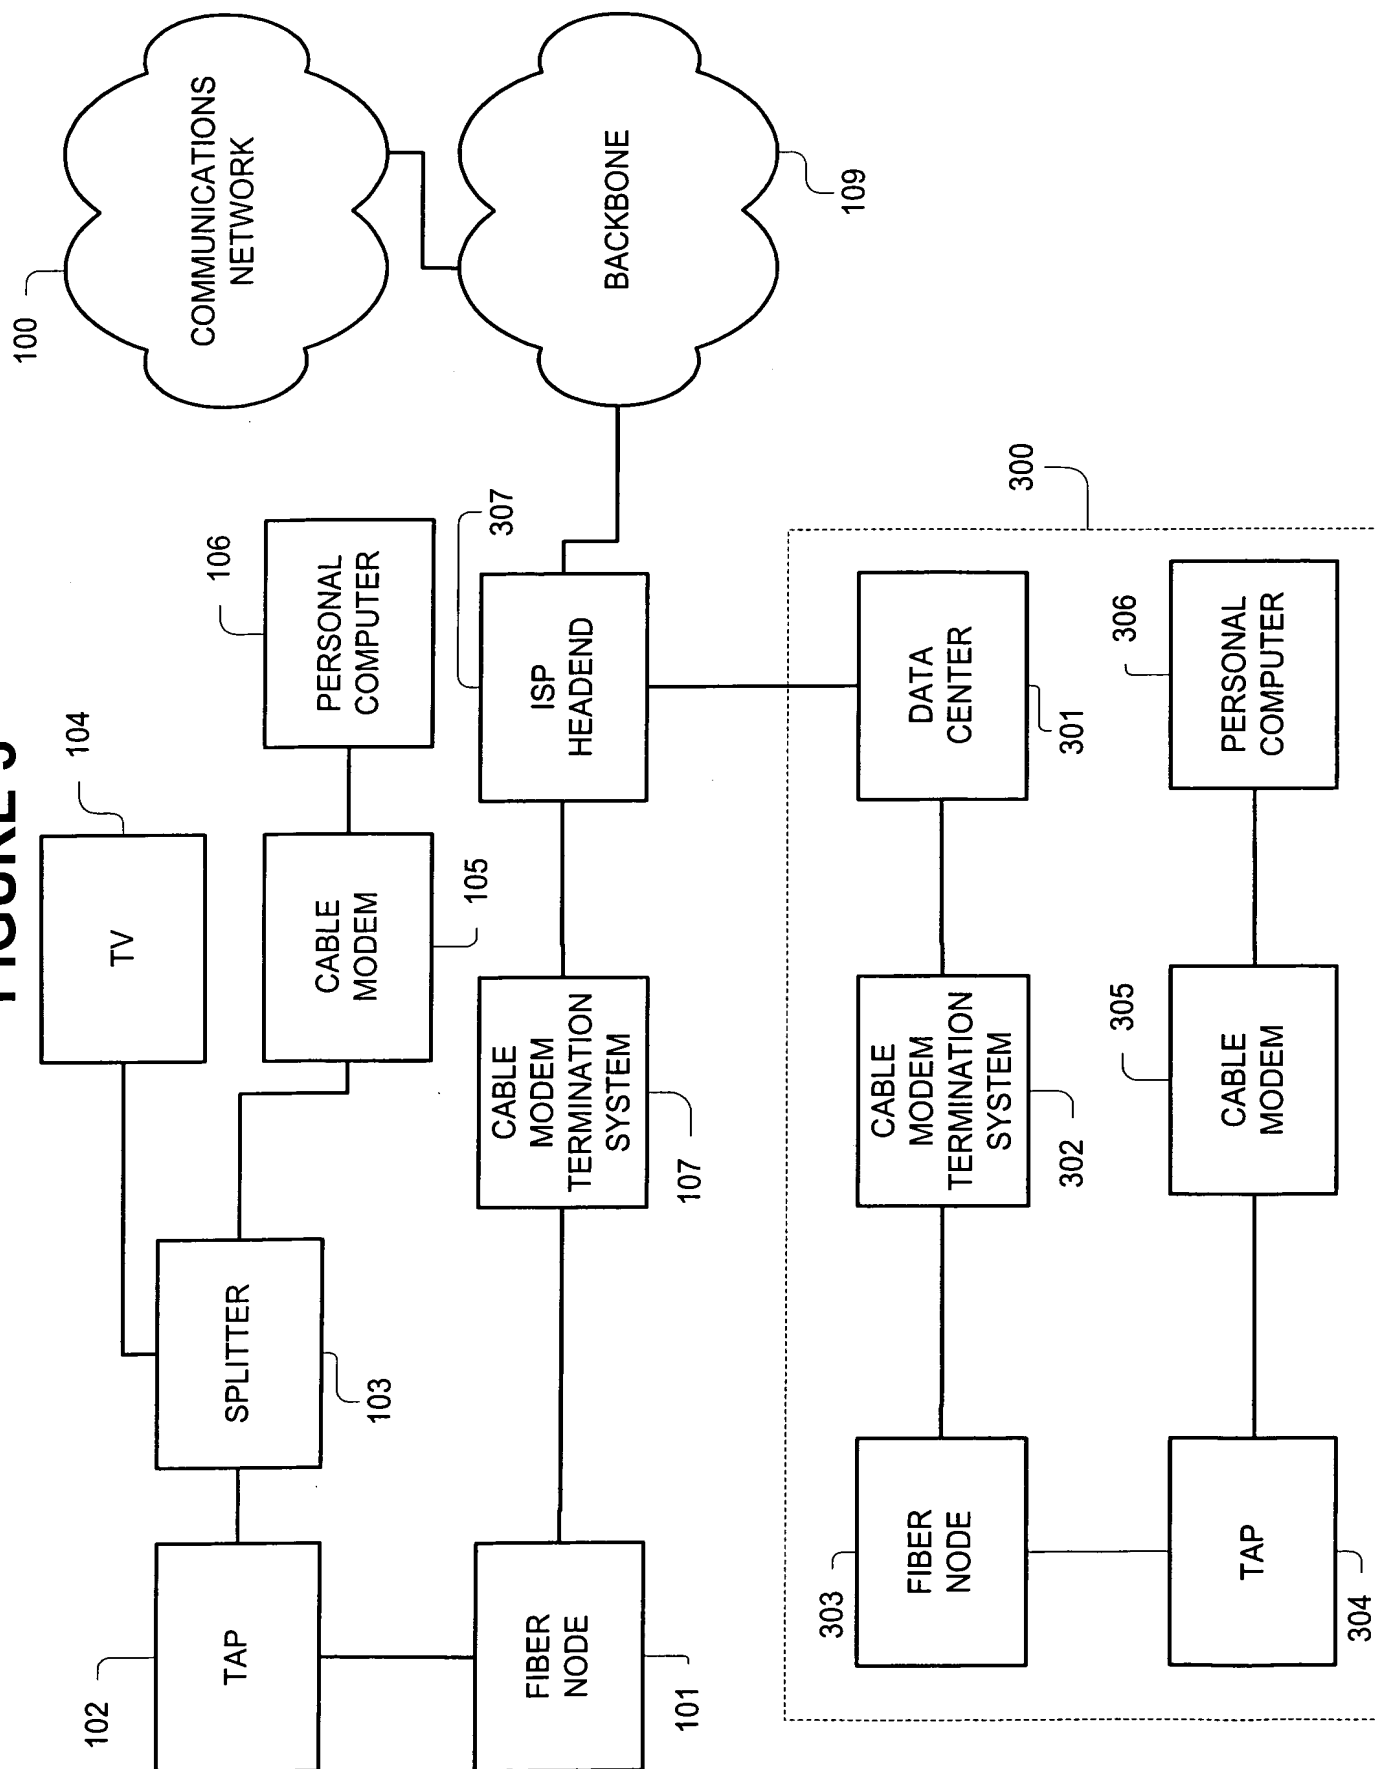 FIGURE
104
100
TV
102
106
TAP
SPLITTER
CABLE
MODEM
PERSONAL
COMPUTER
COMMUNICATIONS
NETWORK
103
105
307
FIBER
NODE
CABLE
MODEM
TERMINATION
SYSTEM
ISP
HEADEND
BACKBONE
101
107
109
303
300
FIBER
NODE
CABLE
MODEM
TERMINATION
SYSTEM
DATA
CENTER
302
301
305
306
TAP
CABLE
MODEM
PERSONAL
COMPUTER
304